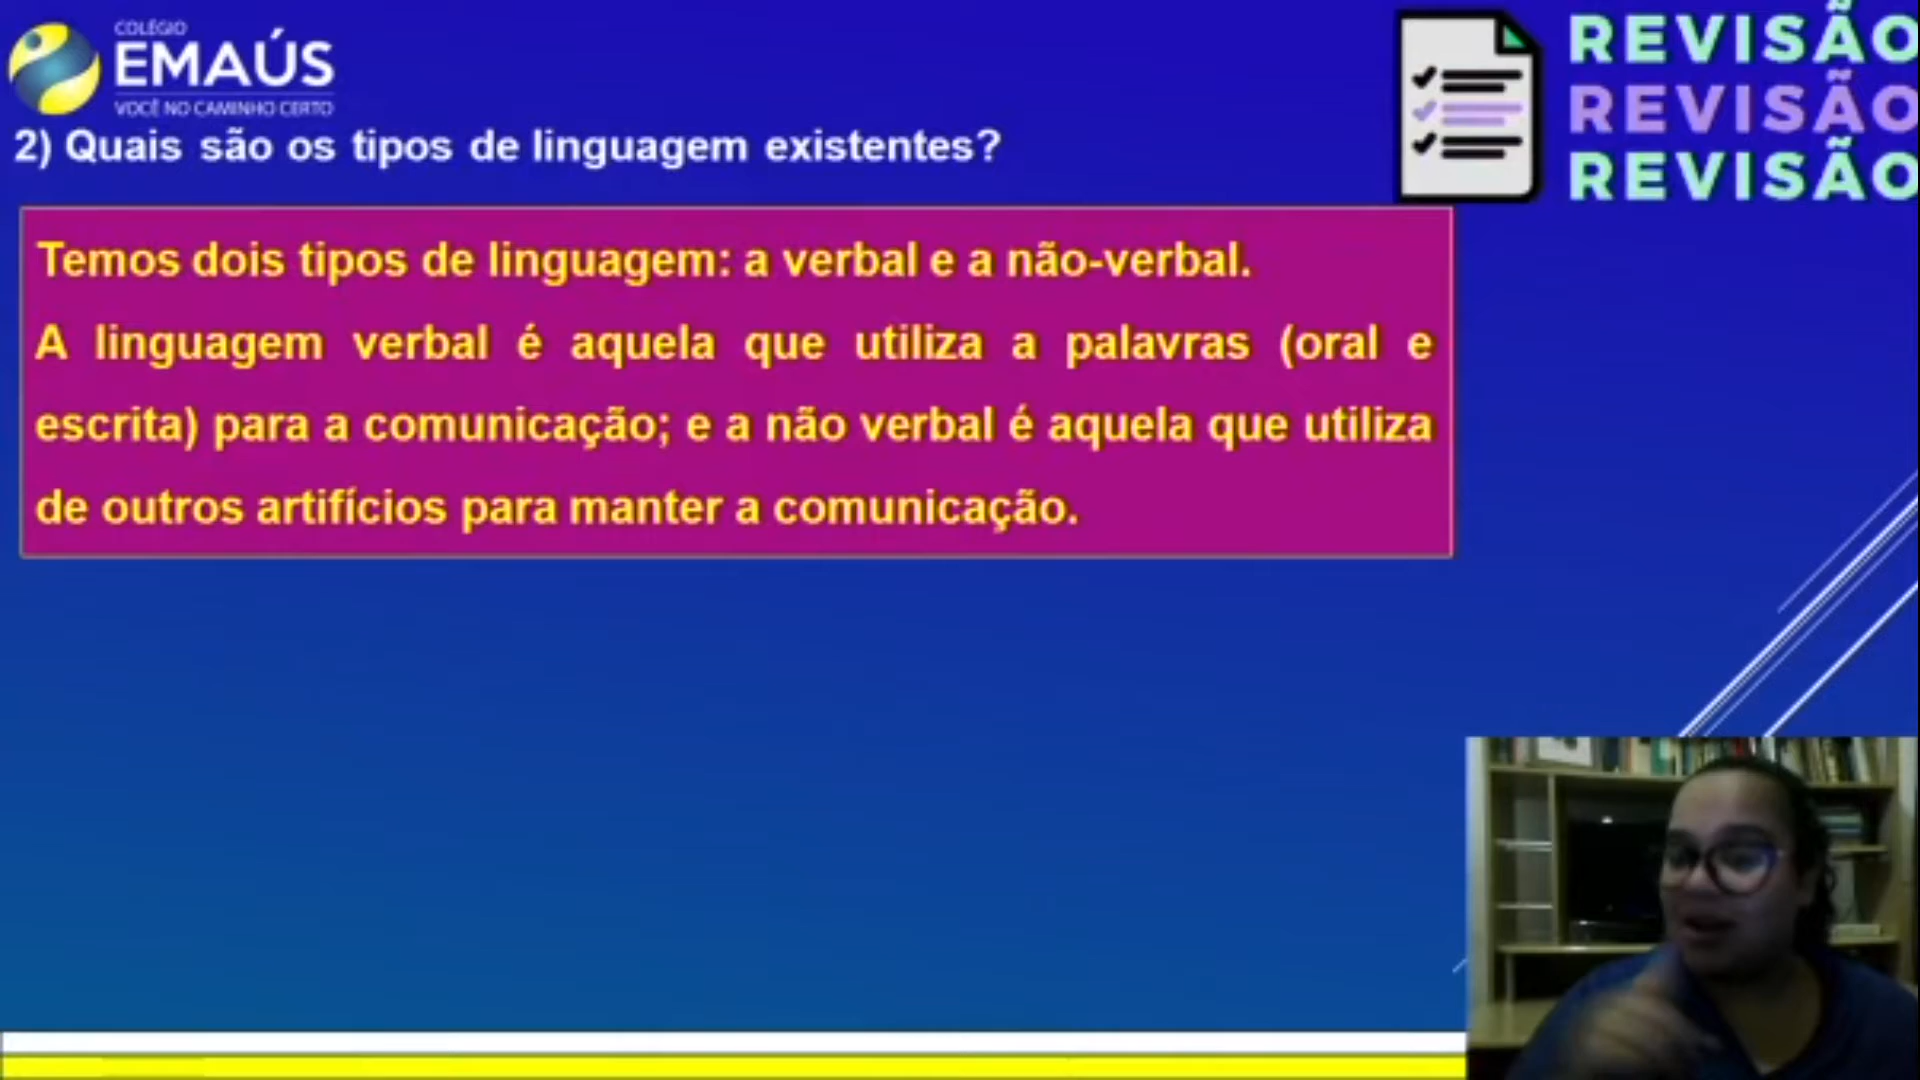 COLÉGIO
EMAÚS
VOCÊ NO CAMINHO CERTO
REVISÃO
REVISÃO
REVISÃO
2) Quais são os tipos de linguagem existentes?
Temos dois tipos de linguagem: a verbal e a não-verbal.
A linguagem verbal é aquela que utiliza a palavras (oral e
escrita) para a comunicação; e a não verbal é aquela que utiliza
de outros artifícios para manter a comunicação.